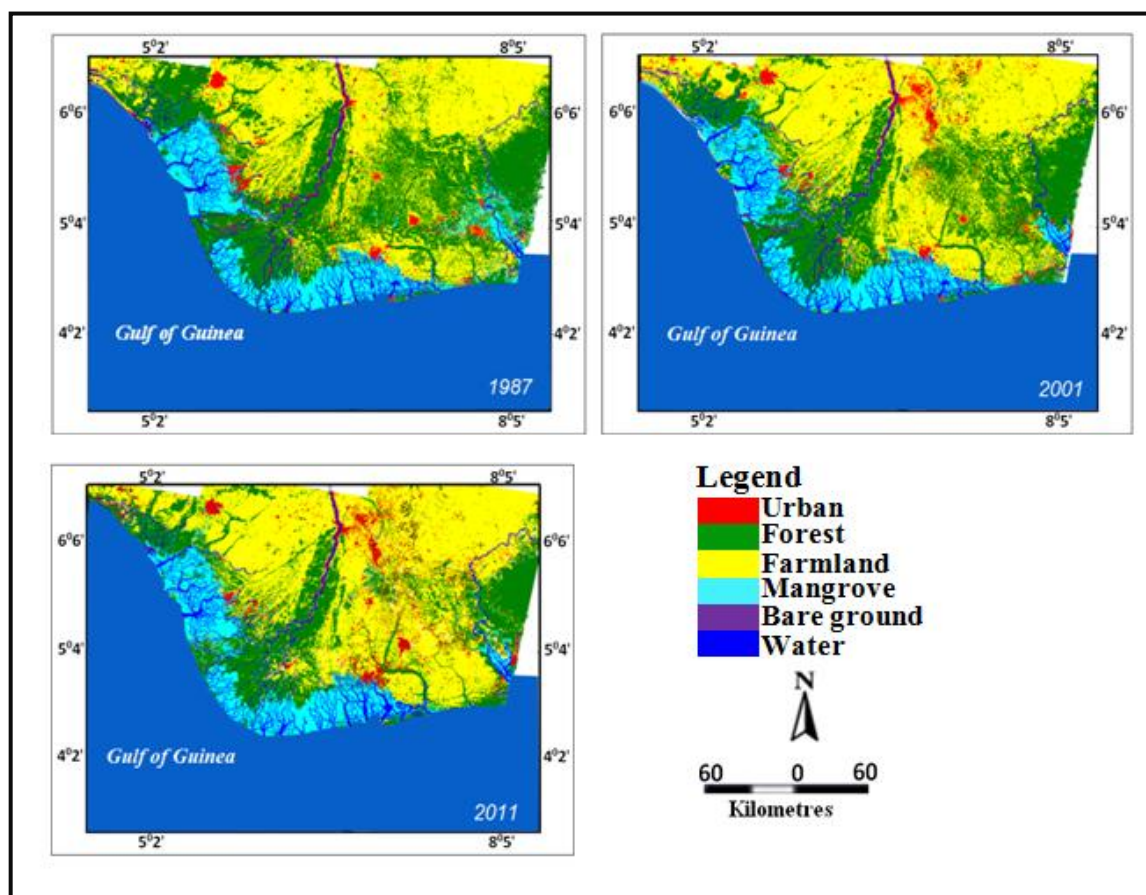 5⁰2' 8⁰5' 5⁰2' 8⁰5'
6⁰6' 6⁰6' 6⁰6' 6⁰6'
5⁰4' 5⁰4' 5⁰4' 5⁰4'
4⁰2' 4⁰2' 4⁰2' 4⁰2'
Gulf of Guinea
1987
Gulf of Guinea
2001
5⁰2' 8⁰5' 5⁰2' 8⁰5'
5⁰2' 8⁰5'
6⁰6' 6⁰6'
5⁰4' 5⁰4'
4⁰2' 4⁰2'
Gulf of Guinea
2011
5⁰2' 8⁰5'
Legend
Urban
Forest
Farmland
Mangrove
Bare ground
Water
N
60 0 60
Kilometres